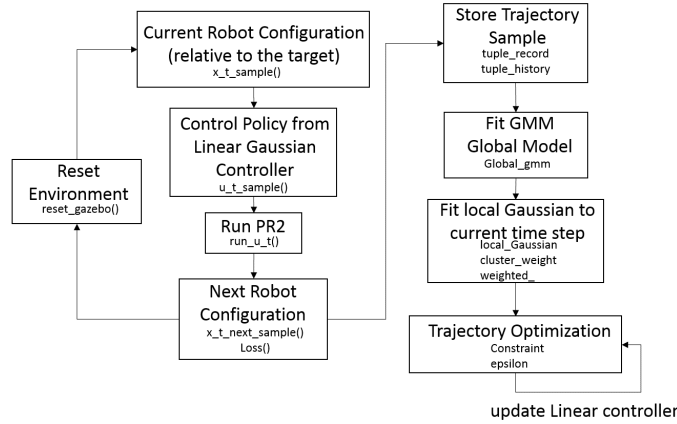 Current Robot Configuration
(relative to the target)
x_t_sample()
Control Policy from
Linear Gaussian
Controller
u_t_sample()
Reset
Environment
reset_gazebo()
Run PR2
run_u_t()
Next Robot
Configuration
x_t_next_sample()
Loss()
Store Trajectory
Sample
tuple_record
tuple_history
Fit GMM
Global Model
Global_gmm
Fit local Gaussian to
current time step
local_Gaussian
cluster_weight
weighted_
Trajectory Optimization
Constraint
epsilon
update Linear controller